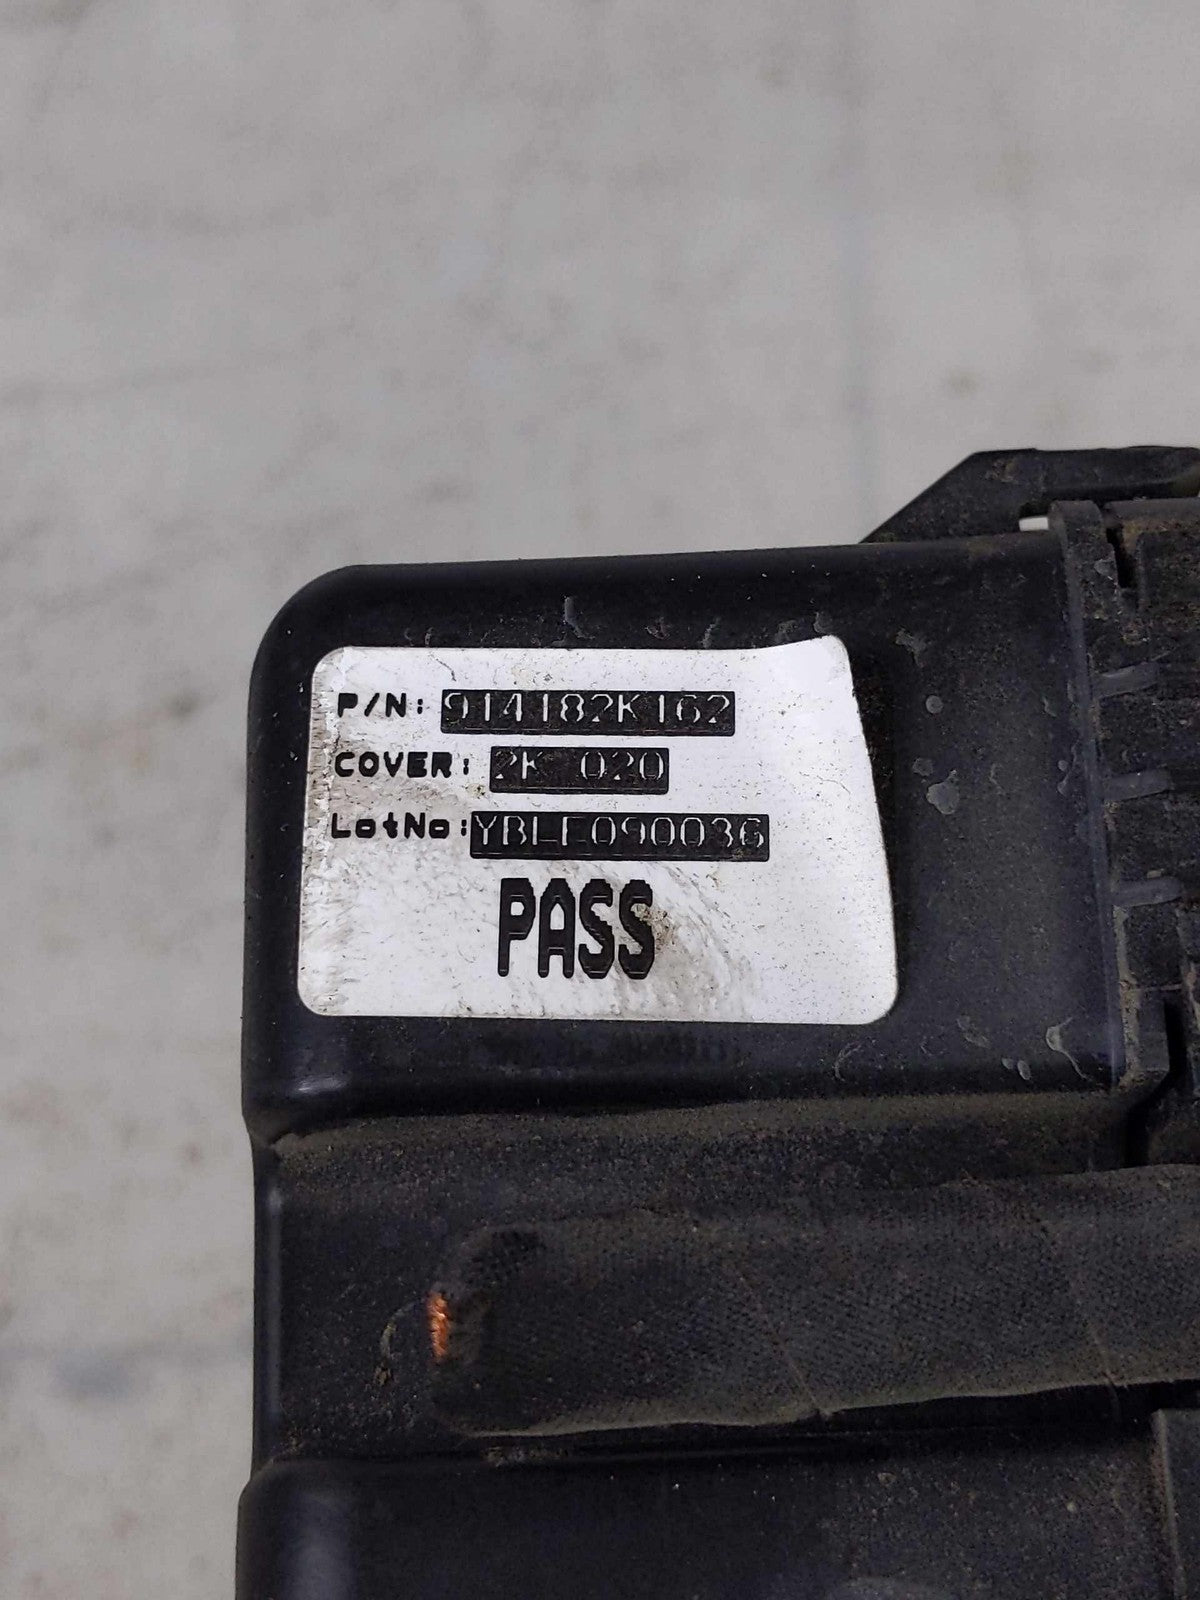 P/N: 914182K162
COVER: 2K 020
LotNo: YBLE090036
PASS